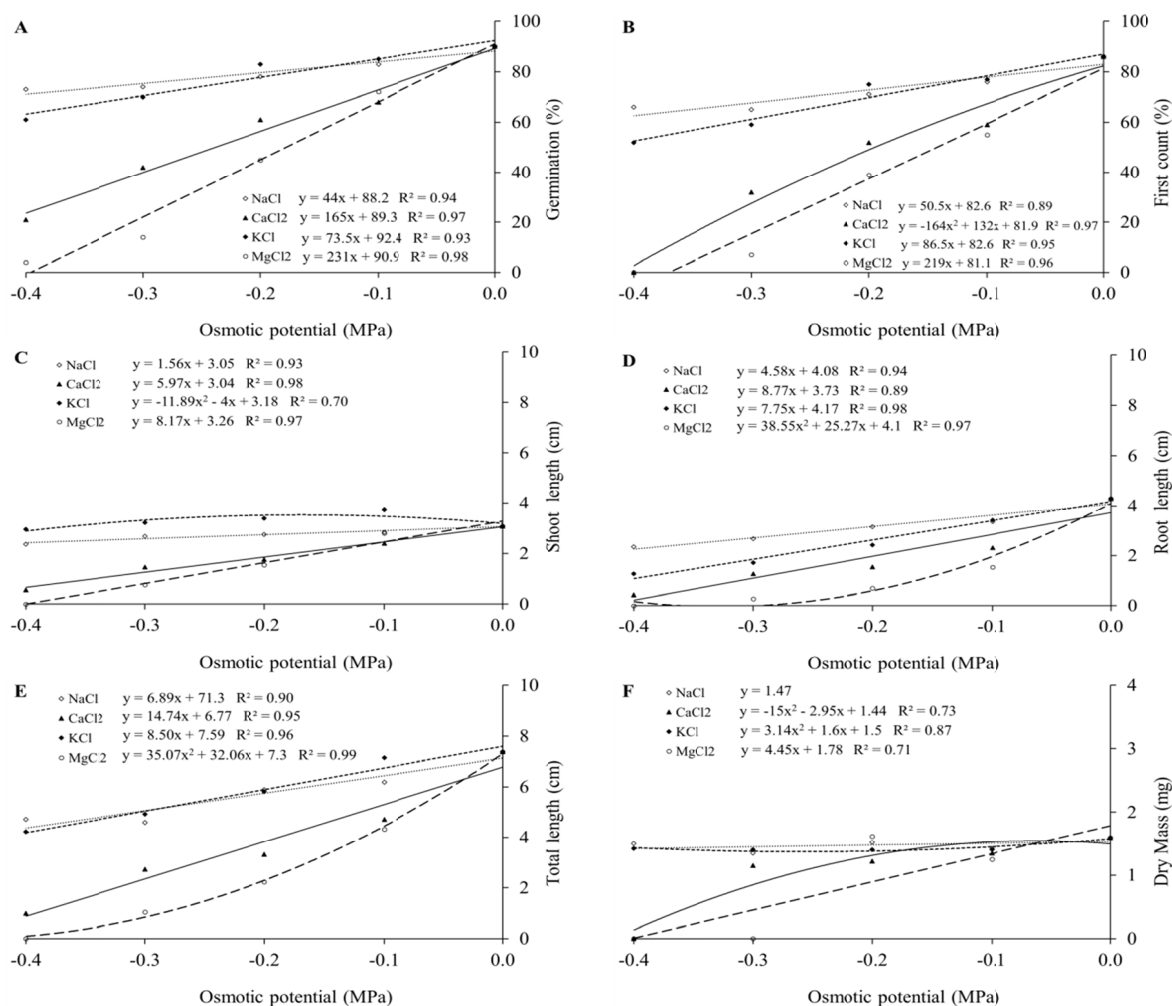 A
100
80
60
40
20
0
Germination (%)
NaCl y = 44x + 88.2 R² = 0.94
CaCl2 y = 165x + 89.3 R² = 0.97
KCl y = 73.5x + 92.4 R² = 0.93
MgCl2 y = 231x + 90.9 R² = 0.98
-0.4 -0.3 -0.2 -0.1 0.0
Osmotic potential (MPa)
B
100
80
60
40
20
0
First count (%)
NaCl y = 50.5x + 82.6 R² = 0.89
CaCl2 y = -164x² + 132x + 81.9 R² = 0.97
KCl y = 86.5x + 82.6 R² = 0.95
MgCl2 y = 219x + 81.1 R² = 0.96
-0.4 -0.3 -0.2 -0.1 0.0
Osmotic potential (MPa)
C
NaCl y = 1.56x + 3.05 R² = 0.93
CaCl2 y = 5.97x + 3.04 R² = 0.98
KCl y = -11.89x² - 4x + 3.18 R² = 0.70
MgCl2 y = 8.17x + 3.26 R² = 0.97
10
8
6
4
2
0
Shoot length (cm)
-0.4 -0.3 -0.2 -0.1 0.0
Osmotic potential (MPa)
D
NaCl y = 4.58x + 4.08 R² = 0.94
CaCl2 y = 8.77x + 3.73 R² = 0.89
KCl y = 7.75x + 4.17 R² = 0.98
MgCl2 y = 38.55x² + 25.27x + 4.1 R² = 0.97
10
8
6
4
2
0
Root length (cm)
-0.4 -0.3 -0.2 -0.1 0.0
Osmotic potential (MPa)
E
NaCl y = 6.89x + 71.3 R² = 0.90
CaCl2 y = 14.74x + 6.77 R² = 0.95
KCl y = 8.50x + 7.59 R² = 0.96
MgC2 y = 35.07x² + 32.06x + 7.3 R² = 0.99
10
8
6
4
2
0
Total length (cm)
-0.4 -0.3 -0.2 -0.1 0.0
Osmotic potential (MPa)
F
NaCl y = 1.47
CaCl2 y = -15x² - 2.95x + 1.44 R² = 0.73
KCl y = 3.14x² + 1.6x + 1.5 R² = 0.87
MgCl2 y = 4.45x + 1.78 R² = 0.71
4
3
2
1
0
Dry Mass (mg)
-0.4 -0.3 -0.2 -0.1 0.0
Osmotic potential (MPa)